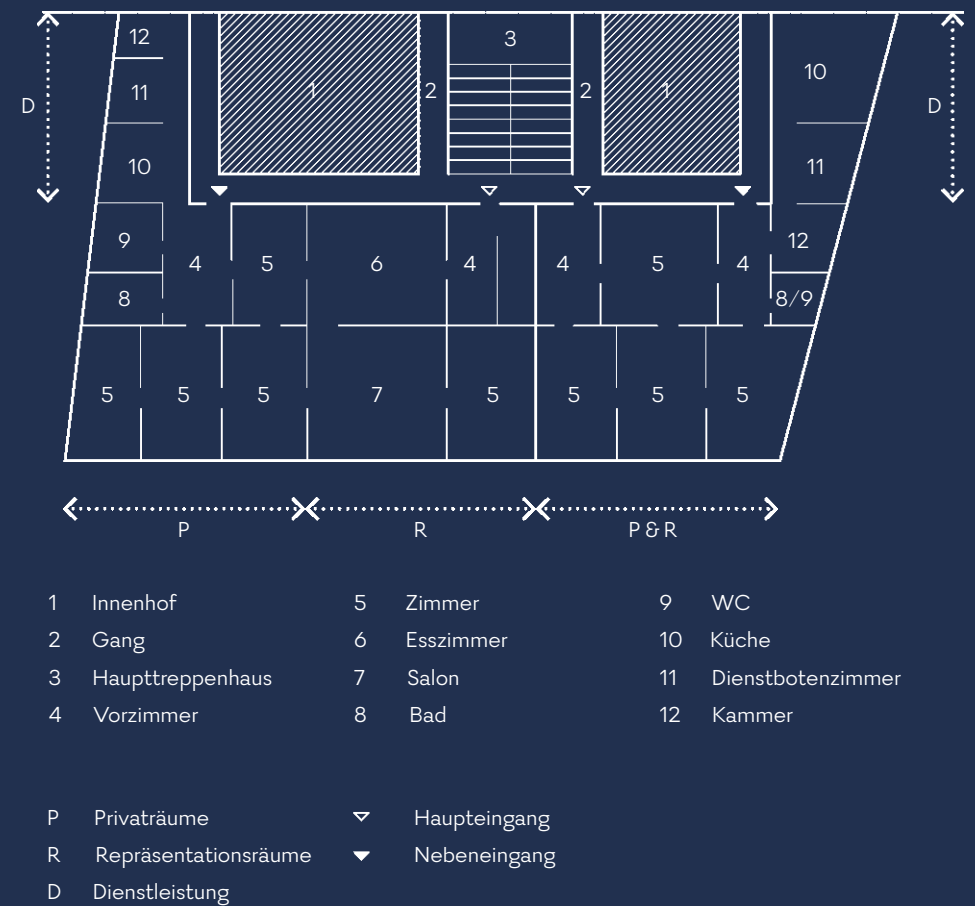 12
3
11
1
2
2
1
10
D
D
10
11
9
4
5
6
4
4
5
4
12
8
8/9
5
5
5
7
5
5
5
5
P
R
P & R
1 Innenhof
2 Gang
3 Haupttreppenhaus
4 Vorzimmer
5 Zimmer
6 Esszimmer
7 Salon
8 Bad
9 WC
10 Küche
11 Dienstbotenzimmer
12 Kammer
P Privaträume
R Repräsentationsräume
D Dienstleistung
Haupteingang
Nebeneingang